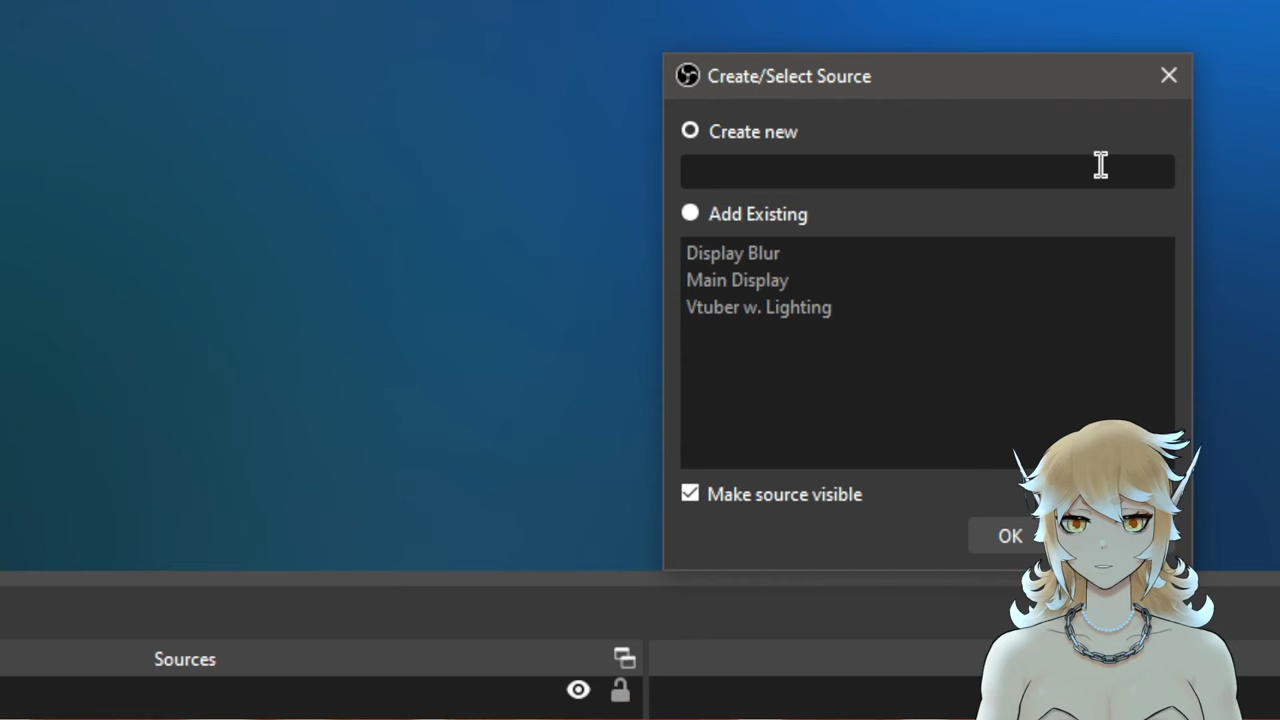 Create/Select Source
Create new
Add Existing
Display Blur
Main Display
Vtuber w. Lighting
Make source visible
OK
Sources